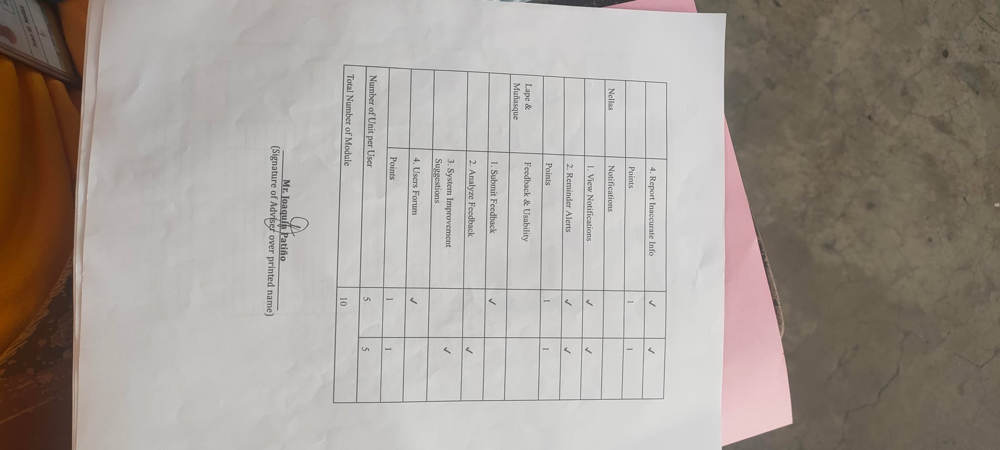 4. Report Inaccurate Info ✓ ✓
Points 1 1
Nellas Notifications
1. View Notifications ✓ ✓
2. Reminder Alerts ✓ ✓
Points 1 1
Lape & Feedback & Usability
Muñasque
1. Submit Feedback ✓
2. Analyze Feedback ✓
3. System Improvement ✓
Suggestions
4. Users Forum ✓
Points 1 1
Number of Unit per User 5 5
Total Number of Module 10
Mr. Joaquin Patiño
(Signature of Adviser over printed name)